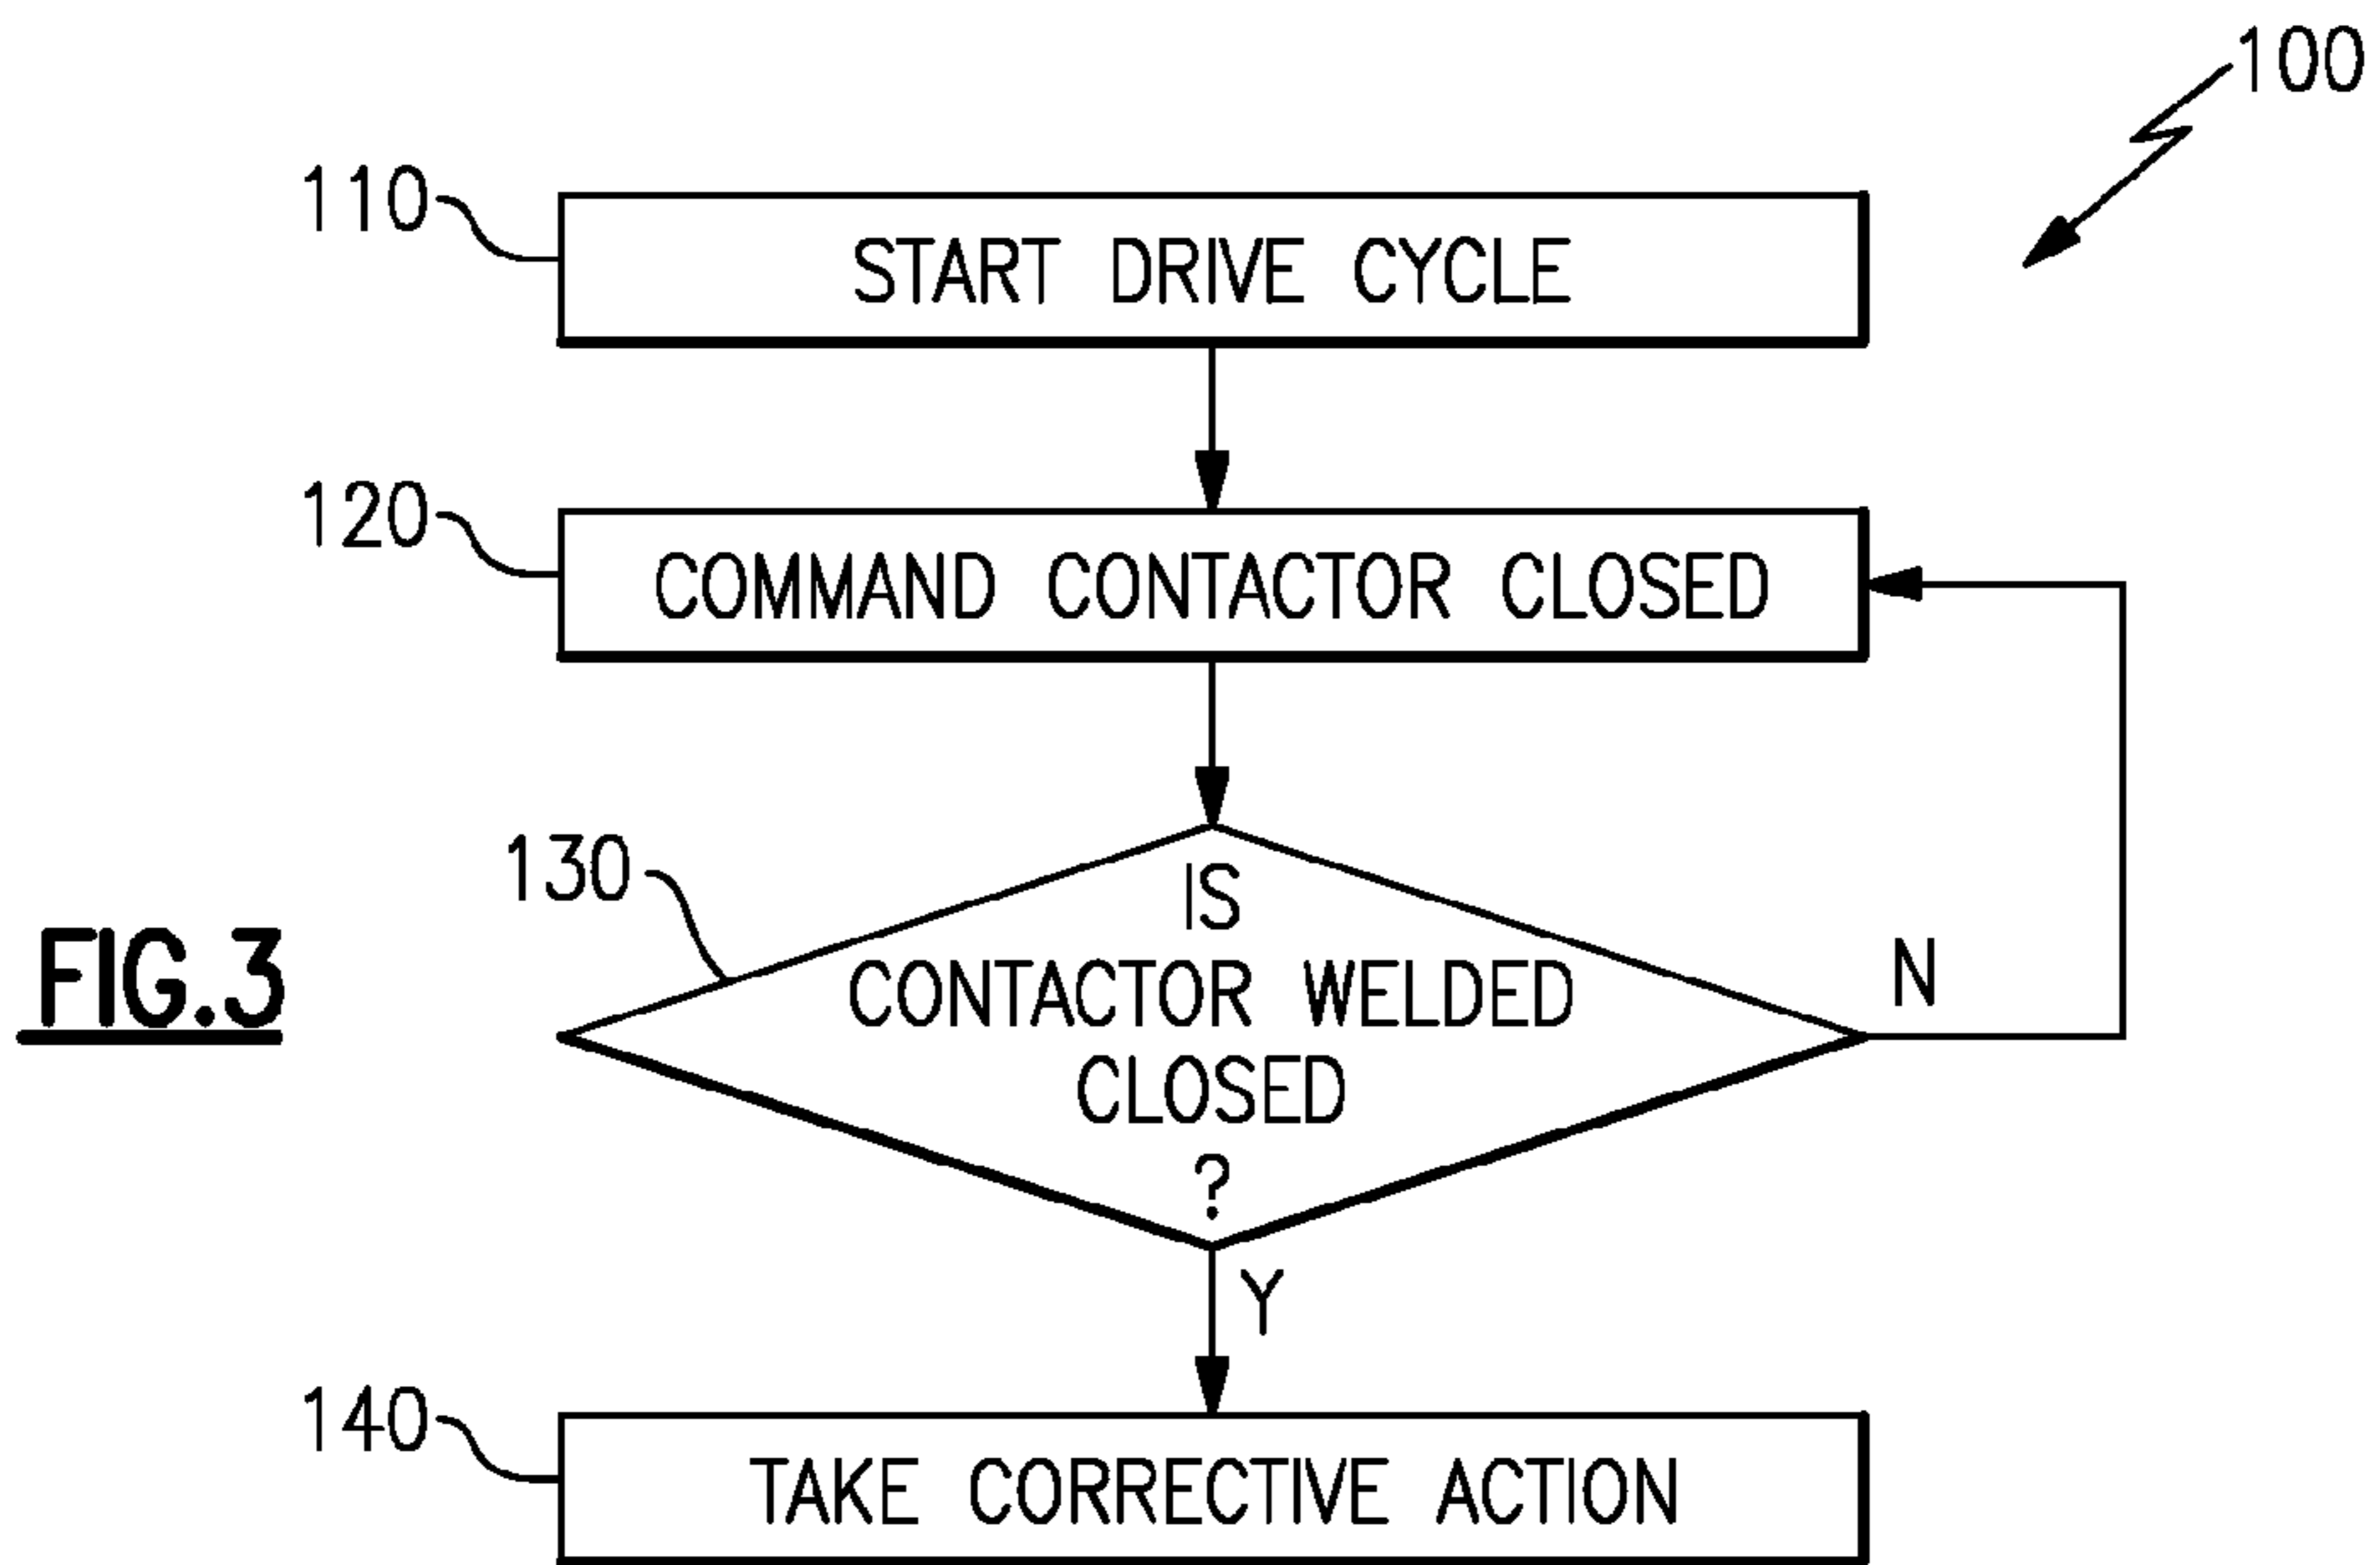 100
110
START DRIVE CYCLE
120
COMMAND CONTACTOR CLOSED
130
IS
CONTACTOR WELDED
CLOSED
?
N
FIG.3
Y
140
TAKE CORRECTIVE ACTION